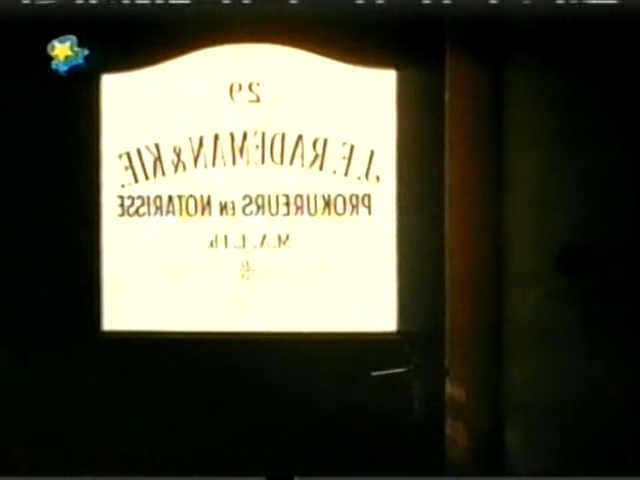 29
J.F. RADEMAN & KIE.
PROKUREURS EN NOTARISSE